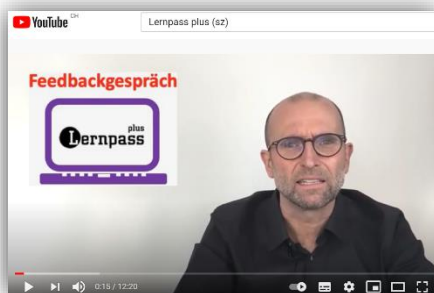 YouTube CH
Lernpass plus (sz)
Feedbackgespräch
plus
Lernpass
0:15 / 12:20